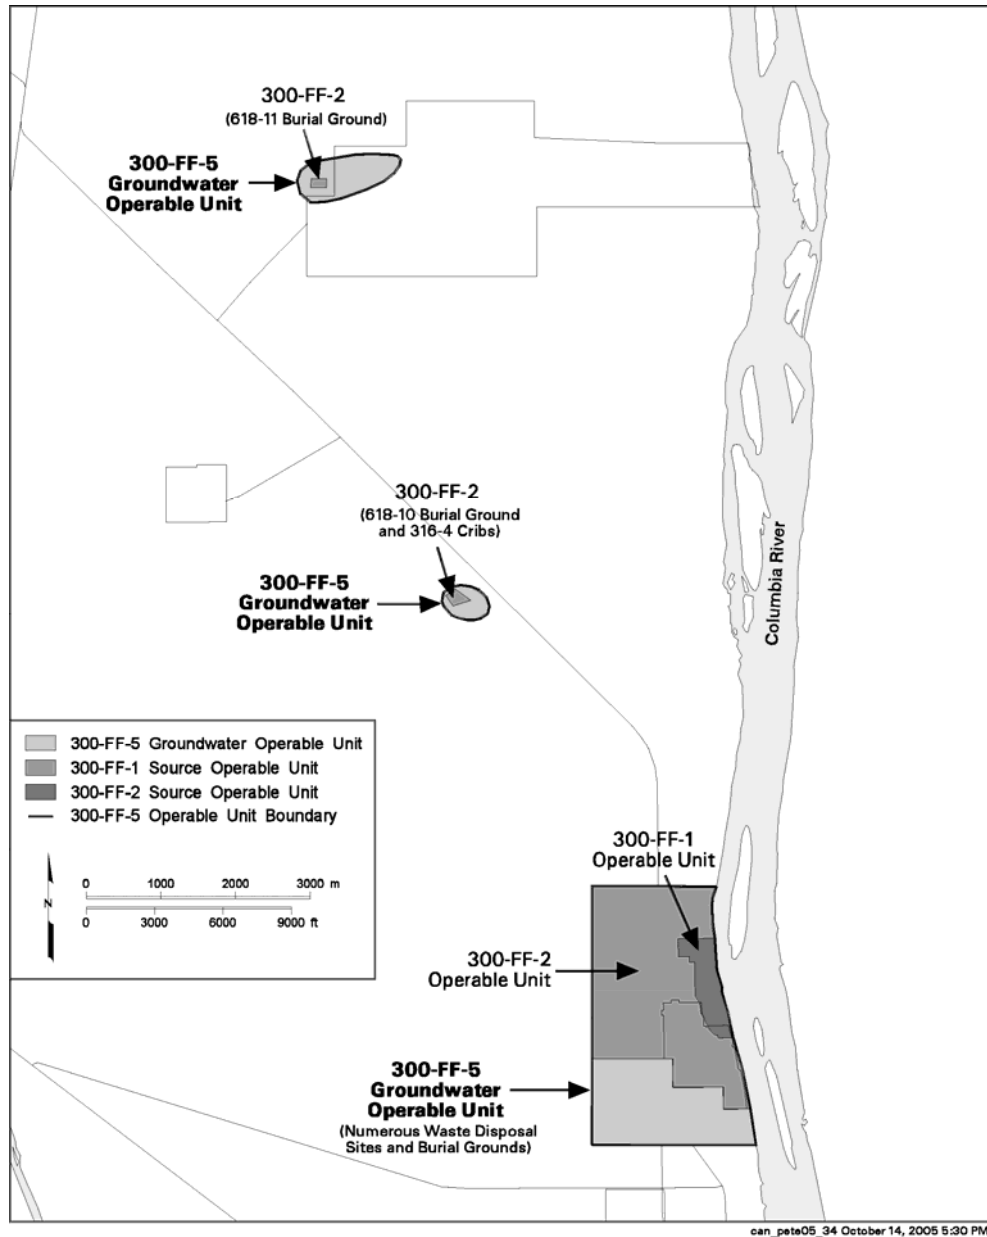 300-FF-2
(618-11 Burial Ground)
300-FF-5
Groundwater
Operable Unit
300-FF-2
(618-10 Burial Ground
and 316-4 Cribs)
300-FF-5
Groundwater
Operable Unit
Columbia River
300-FF-5 Groundwater Operable Unit
300-FF-1 Source Operable Unit
300-FF-2 Source Operable Unit
300-FF-5 Operable Unit Boundary
N
0 1000 2000 3000 m
0 3000 6000 9000 ft
300-FF-1
Operable Unit
300-FF-2
Operable Unit
300-FF-5
Groundwater
Operable Unit
(Numerous Waste Disposal
Sites and Burial Grounds)
can_pete05_34 October 14, 2005 5:30 PM